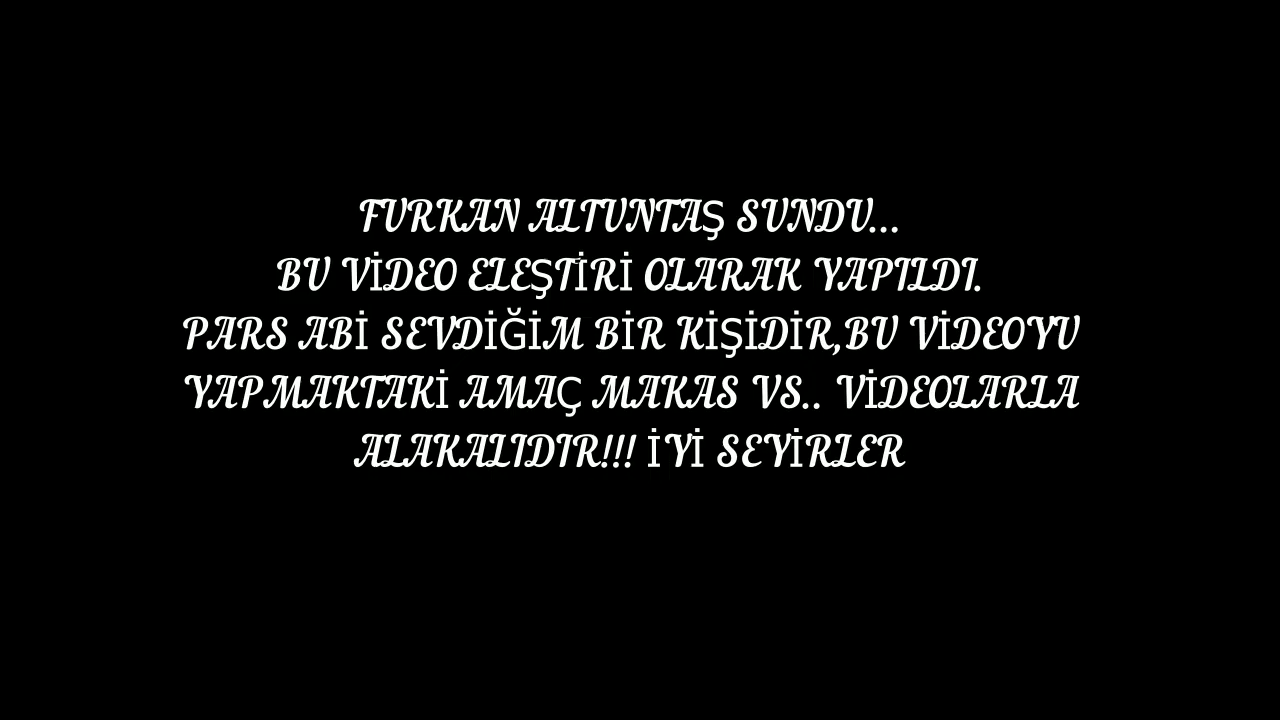 FURKAN ALTUNTAŞ SUNDU...
BU VİDEO ELEŞTİRİ OLARAK YAPILDI.
PARS ABİ SEVDİĞİM BİR KİŞİDİR,BU VİDEOYU
YAPMAKTAKİ AMAÇ MAKAS VS.. VİDEOLARLA
ALAKALIDIR!!! İYİ SEYİRLER